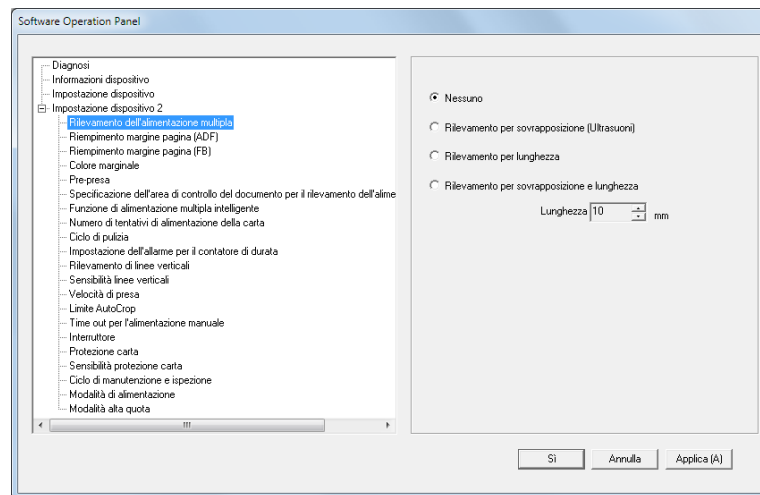 Software Operation Panel
Diagnosi
Informazioni dispositivo
Impostazione dispositivo
Impostazione dispositivo 2
Rilevamento dell'alimentazione multipla
Riempimento margine pagina (ADF)
Riempimento margine pagina (FB)
Colore marginale
Pre-presa
Specificazione dell'area di controllo del documento per il rilevamento dell'alime
Funzione di alimentazione multipla intelligente
Numero di tentativi di alimentazione della carta
Ciclo di pulizia
Impostazione dell'allarme per il contatore di durata
Rilevamento di linee verticali
Sensibilità linee verticali
Velocità di presa
Limite AutoCrop
Time out per l'alimentazione manuale
Interruttore
Protezione carta
Sensibilità protezione carta
Ciclo di manutenzione e ispezione
Modalità di alimentazione
Modalità alta quota
Nessuno
Rilevamento per sovrapposizione (Ultrasuoni)
Rilevamento per lunghezza
Rilevamento per sovrapposizione e lunghezza
Lunghezza 10 mm
Sì Annulla Applica (A)